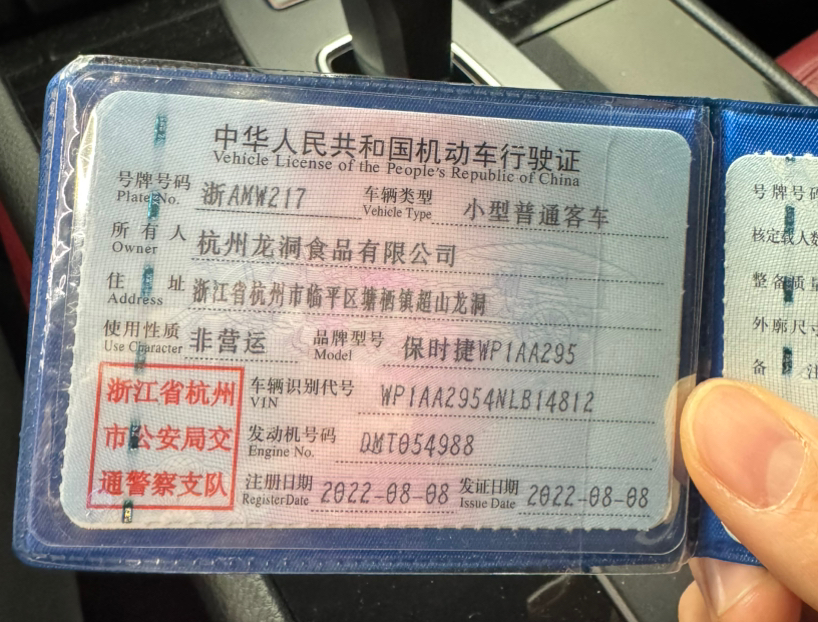 中华人民共和国机动车行驶证
Vehicle License of the People's Republic of China
号牌号码 浙AMW217 车辆类型 小型普通客车
Plate No. Vehicle Type
所有人 杭州龙洞食品有限公司
Owner
住址 浙江省杭州市临平区塘栖镇超山龙洞
Address
使用性质 非营运 品牌型号 保时捷WP1AA295
Use Character Model
浙江省杭州
市公安局交
通警察支队
车辆识别代号 WP1AA2954NLB14812
VIN
发动机号码 DMT054988
Engine No.
注册日期 2022-08-08 发证日期 2022-08-08
Register Date Issue Date
号牌号码
核定载人数
整备质量
外廓尺寸
备注